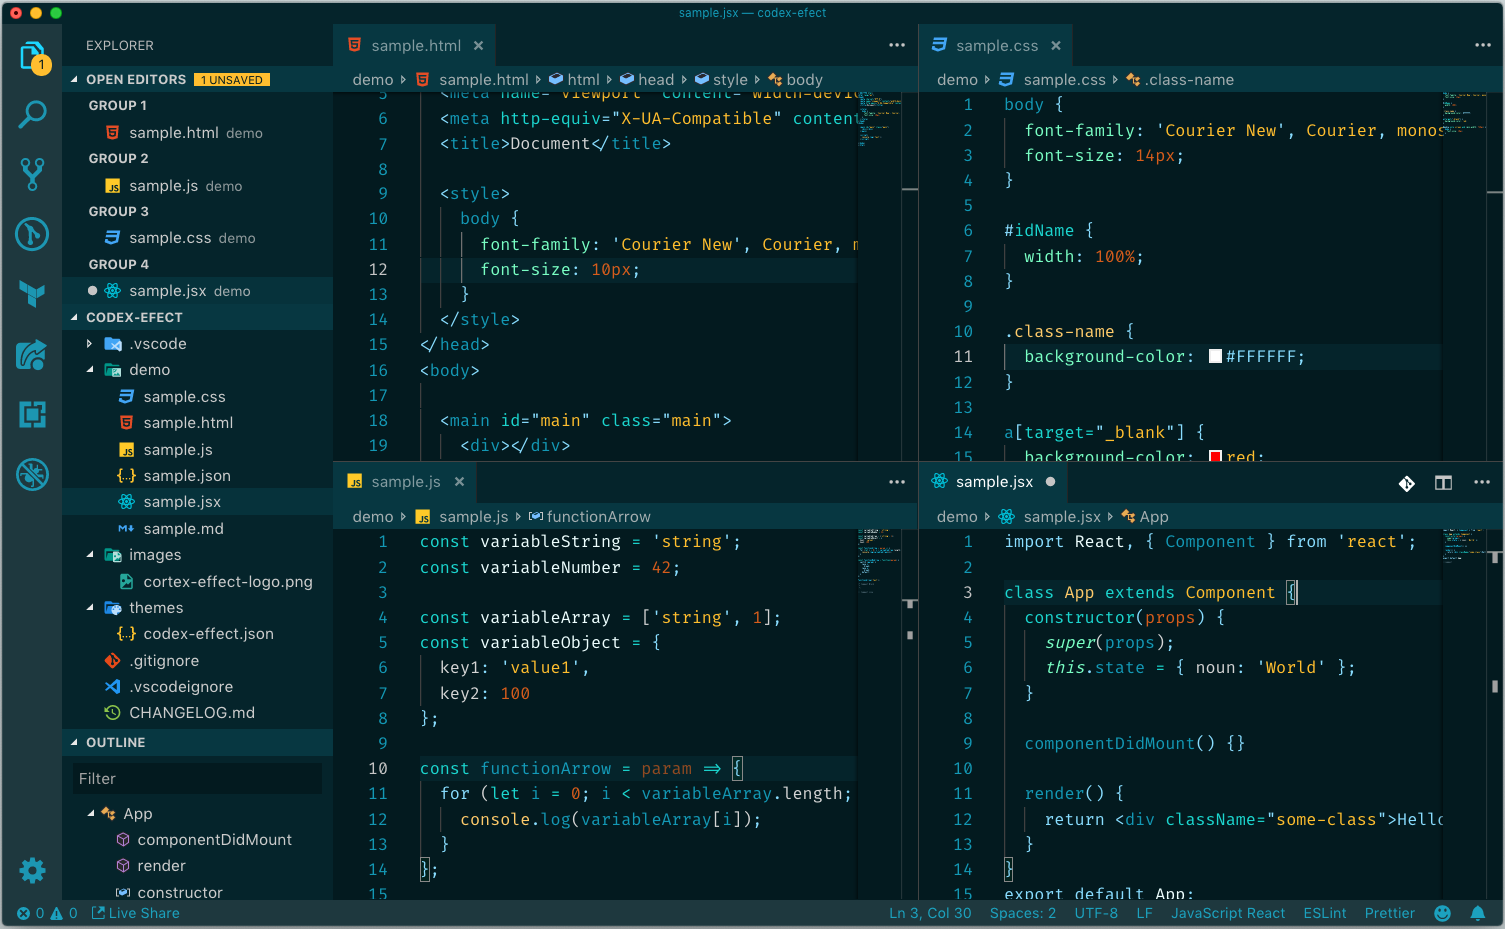 sample.jsx — codex-efect
EXPLORER
OPEN EDITORS 1 UNSAVED
GROUP 1
sample.html demo
GROUP 2
JS sample.js demo
GROUP 3
sample.css demo
GROUP 4
sample.jsx demo
CODEX-EFECT
.vscode
demo
sample.css
sample.html
JS sample.js
{..} sample.json
sample.jsx
M↓ sample.md
images
cortex-effect-logo.png
themes
{..} codex-effect.json
.gitignore
.vscodeignore
CHANGELOG.md
OUTLINE
Filter
App
componentDidMount
render
constructor
1
sample.html ×
demo sample.html html head style body
5 <meta name="viewport" content="width-devic
6 <meta http-equiv="X-UA-Compatible" content
7 <title>Document</title>
8
9 <style>
10 body {
11 font-family: 'Courier New', Courier, m
12 font-size: 10px;
13 }
14 </style>
15 </head>
16 <body>
17
18 <main id="main" class="main">
19 <div></div>
sample.css ×
demo sample.css .class-name
1 body {
2 font-family: 'Courier New', Courier, monos
3 font-size: 14px;
4 }
5
6 #idName {
7 width: 100%;
8 }
9
10 .class-name {
11 background-color: #FFFFFF;
12 }
13
14 a[target="_blank"] {
15 background-color: red;
JS sample.js ×
demo JS sample.js functionArrow
1 const variableString = 'string';
2 const variableNumber = 42;
3
4 const variableArray = ['string', 1];
5 const variableObject = {
6 key1: 'value1',
7 key2: 100
8 };
9
10 const functionArrow = param ⇒ {
11 for (let i = 0; i < variableArray.length;
12 console.log(variableArray[i]);
13 }
14 };
15
sample.jsx
demo sample.jsx App
1 import React, { Component } from 'react';
2
3 class App extends Component {
4 constructor(props) {
5 super(props);
6 this.state = { noun: 'World' };
7 }
8
9 componentDidMount() {}
10
11 render() {
12 return <div className="some-class">Hello
13 }
14 }
15 export default App;
0 0 Live Share Ln 3, Col 30 Spaces: 2 UTF-8 LF JavaScript React ESLint Prettier